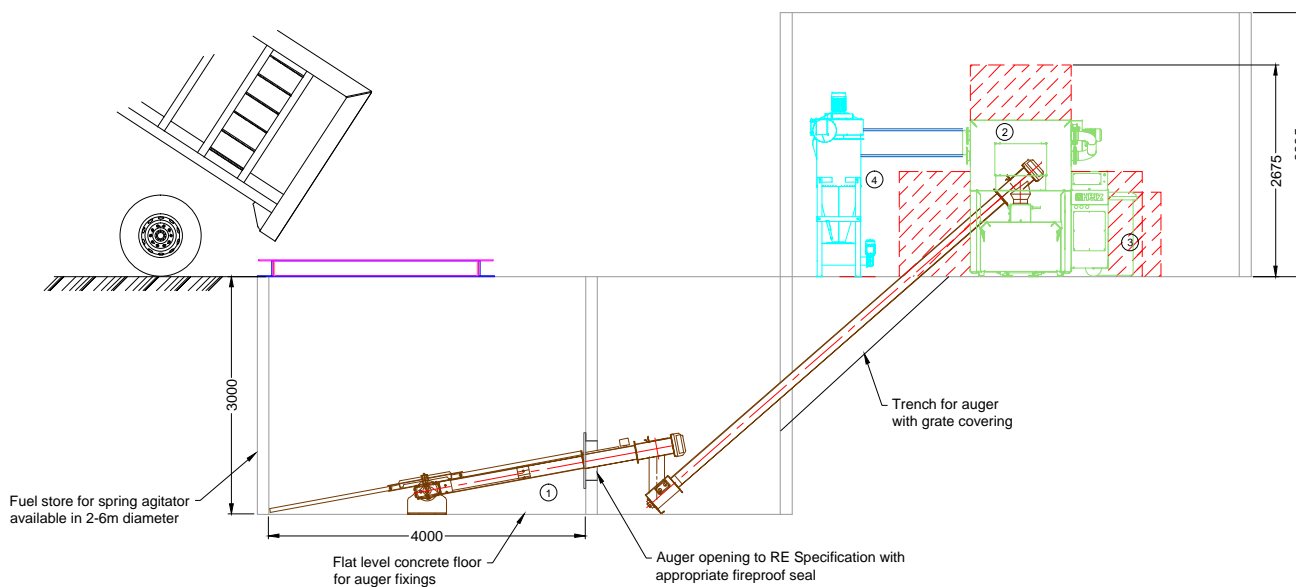 2
4
3
2675
3000
Trench for auger
with grate covering
1
Fuel store for spring agitator
available in 2-6m diameter
4000
Flat level concrete floor
for auger fixings
Auger opening to RE Specification with
appropriate fireproof seal